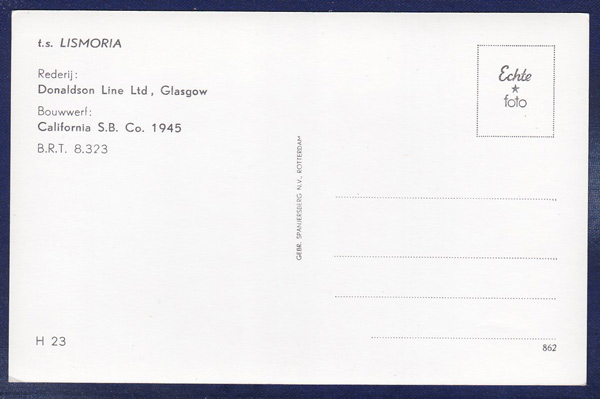 t.s. LISMORIA
Rederij:
Donaldson Line Ltd, Glasgow
Bouwwerf:
California S.B. Co. 1945
B.R.T. 8.323
H 23
GEBR. SPANJERSBERG N.V., ROTTERDAM
Echte
foto
862